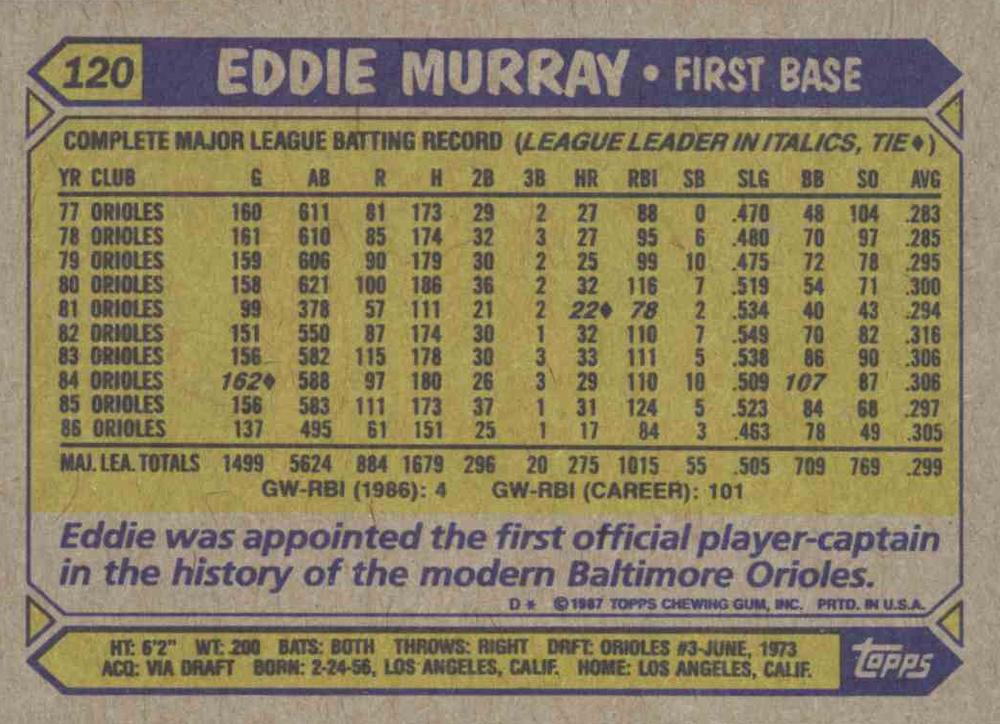 120 EDDIE MURRAY • FIRST BASE
COMPLETE MAJOR LEAGUE BATTING RECORD (LEAGUE LEADER IN ITALICS, TIE♦)
YR CLUB G AB R H 2B 3B HR RBI SB SLG BB SO AVG
77 ORIOLES 160 611 81 173 29 2 27 88 0 .470 48 104 .283
78 ORIOLES 161 610 85 174 32 3 27 95 6 .480 70 97 .285
79 ORIOLES 159 606 90 179 30 2 25 99 10 .475 72 78 .295
80 ORIOLES 158 621 100 186 36 2 32 116 7 .519 54 71 .300
81 ORIOLES 99 378 57 111 21 2 22♦ 78 2 .534 40 43 .294
82 ORIOLES 151 550 87 174 30 1 32 110 7 .549 70 82 .316
83 ORIOLES 156 582 115 178 30 3 33 111 5 .538 86 90 .306
84 ORIOLES 162♦ 588 97 180 26 3 29 110 10 .509 107 87 .306
85 ORIOLES 156 583 111 173 37 1 31 124 5 .523 84 68 .297
86 ORIOLES 137 495 61 151 25 1 17 84 3 .463 78 49 .305
MAJ. LEA. TOTALS 1499 5624 884 1679 296 20 275 1015 55 .505 709 769 .299
GW-RBI (1986): 4 GW-RBI (CAREER): 101
Eddie was appointed the first official player-captain
in the history of the modern Baltimore Orioles.
D* ©1987 TOPPS CHEWING GUM, INC. PRTD. IN U.S.A.
HT: 6'2" WT: 200 BATS: BOTH THROWS: RIGHT DRFT: ORIOLES #3-JUNE, 1973
ACQ: VIA DRAFT BORN: 2-24-56, LOS ANGELES, CALIF. HOME: LOS ANGELES, CALIF.
topps